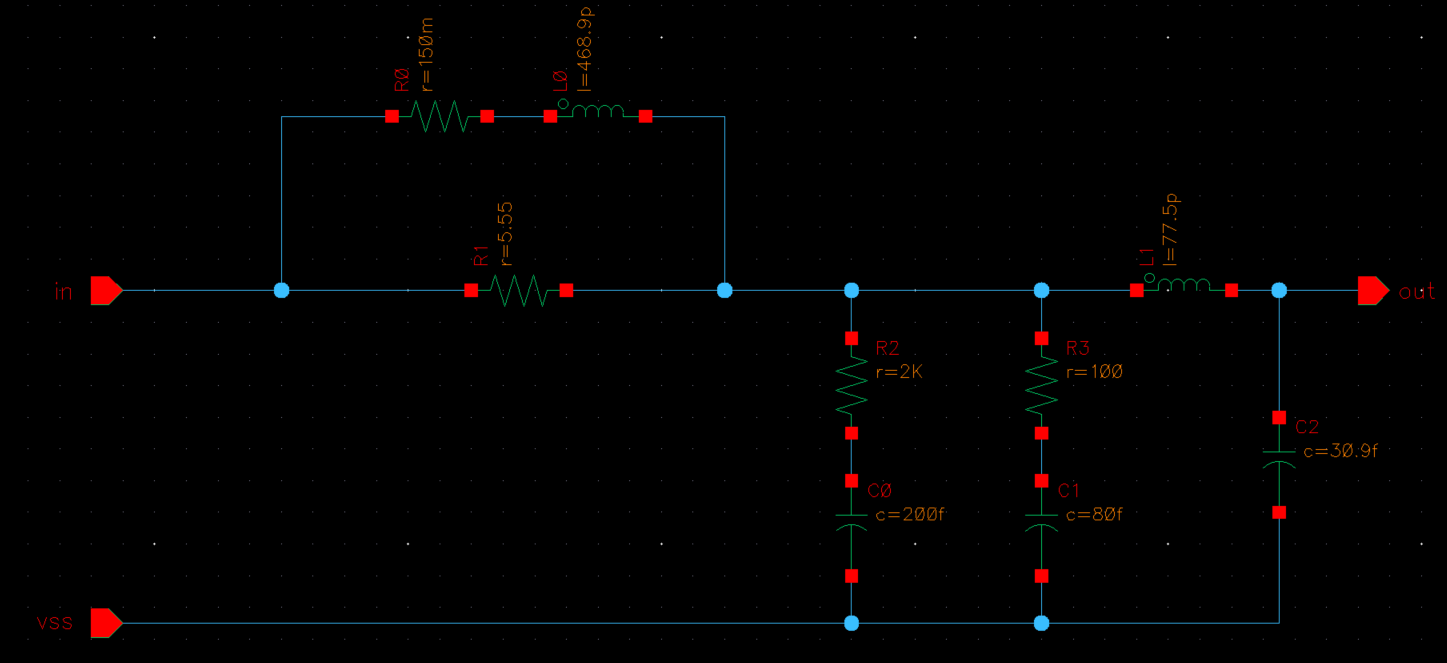 R0
r=150m
L0
l=468.9p
R1
r=5.55
L1
l=77.5p
in
out
R2
r=2K
R3
r=100
C2
c=30.9f
C0
c=200f
C1
c=80f
vss